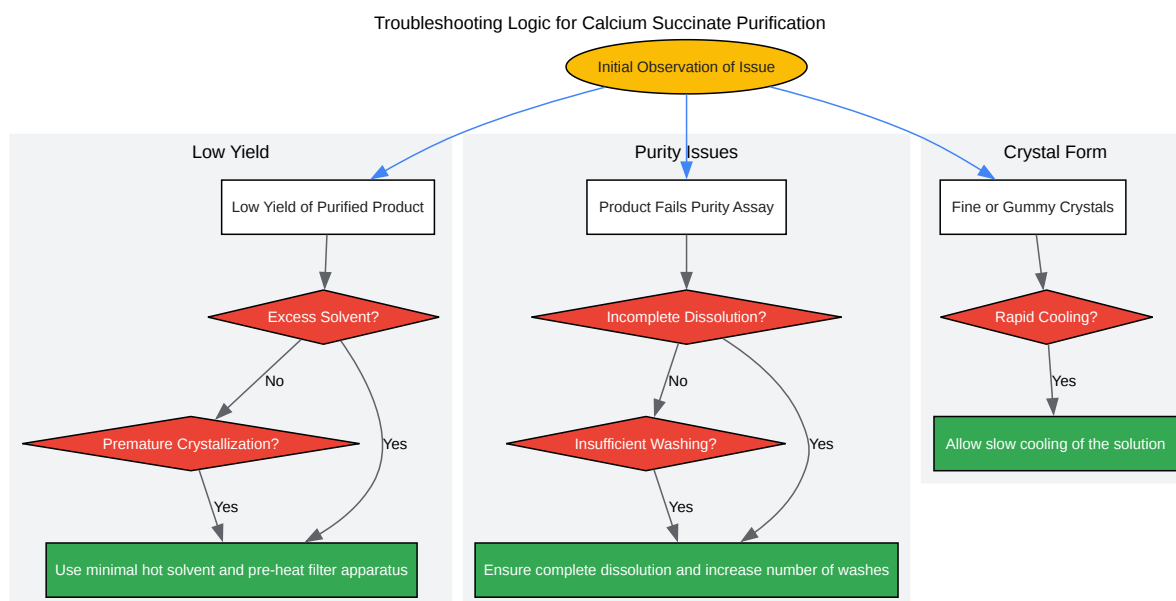 Troubleshooting Logic for Calcium Succinate Purification
Initial Observation of Issue
Low Yield
Purity Issues
Crystal Form
Low Yield of Purified Product
Product Fails Purity Assay
Fine or Gummy Crystals
Excess Solvent?
Incomplete Dissolution?
Rapid Cooling?
No
No
Yes
Premature Crystallization?
Yes
Insufficient Washing?
Yes
Allow slow cooling of the solution
Yes
Yes
Use minimal hot solvent and pre-heat filter apparatus
Ensure complete dissolution and increase number of washes